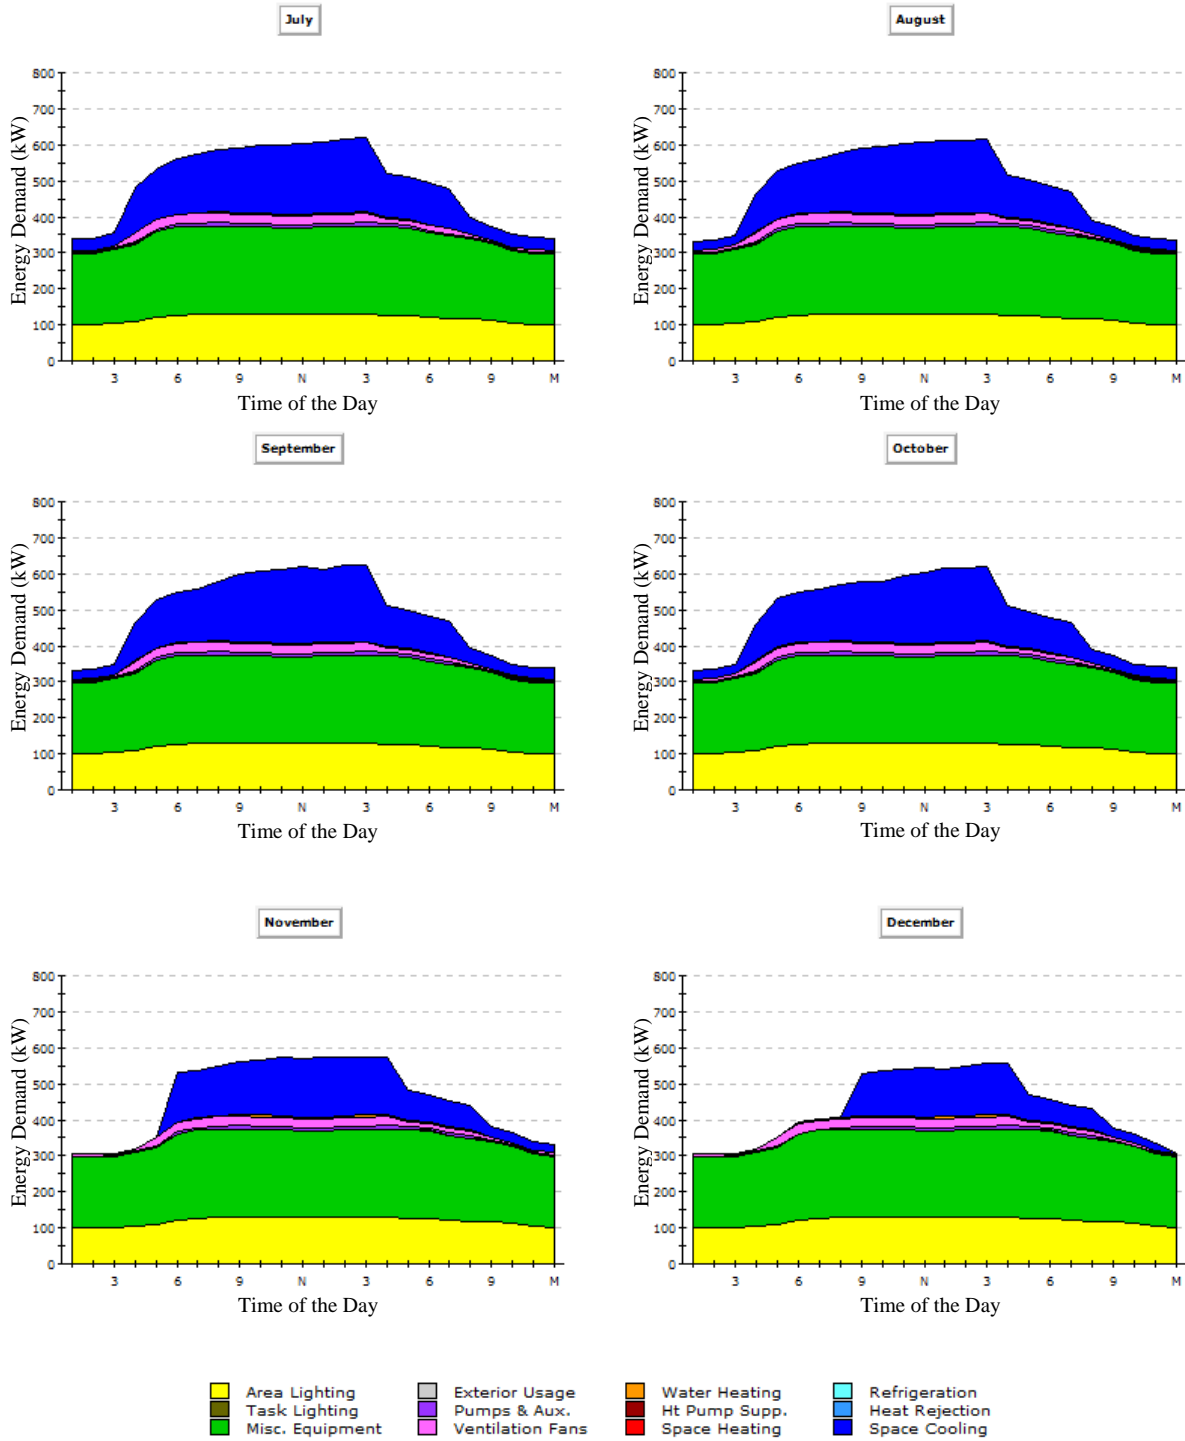 July
August
Energy Demand (kW)
800
700
600
500
400
300
200
100
0
3 6 9 N 3 6 9 M
Time of the Day
Energy Demand (kW)
800
700
600
500
400
300
200
100
0
3 6 9 N 3 6 9 M
Time of the Day
September
October
Energy Demand (kW)
800
700
600
500
400
300
200
100
0
3 6 9 N 3 6 9 M
Time of the Day
Energy Demand (kW)
800
700
600
500
400
300
200
100
0
3 6 9 N 3 6 9 M
Time of the Day
November
December
Energy Demand (kW)
800
700
600
500
400
300
200
100
0
3 6 9 N 3 6 9 M
Time of the Day
Energy Demand (kW)
800
700
600
500
400
300
200
100
0
3 6 9 N 3 6 9 M
Time of the Day
Area Lighting Exterior Usage Water Heating Refrigeration
Task Lighting Pumps & Aux. Ht Pump Supp. Heat Rejection
Misc. Equipment Ventilation Fans Space Heating Space Cooling